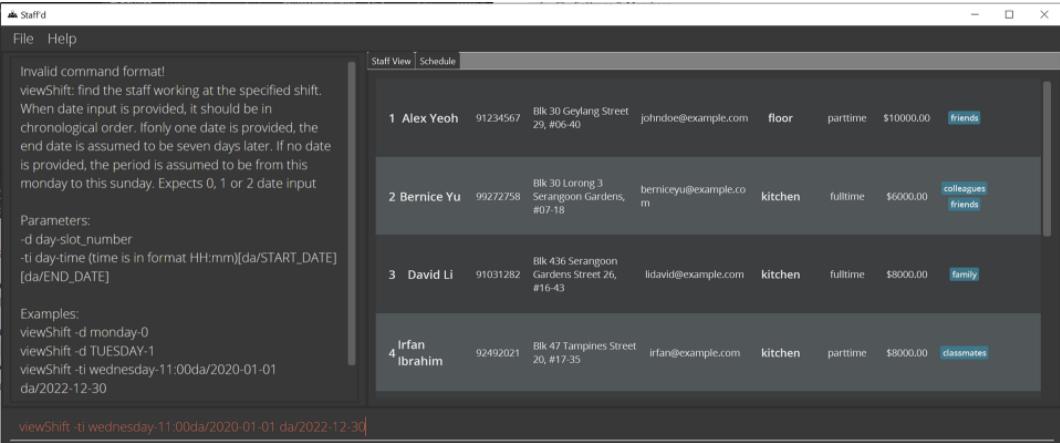 Staff'd
File Help
Invalid command format!
viewShift: find the staff working at the specified shift.
When date input is provided, it should be in
chronological order. Ifonly one date is provided, the
end date is assumed to be seven days later. If no date
is provided, the period is assumed to be from this
monday to this sunday. Expects 0, 1 or 2 date input
Parameters:
-d day-slot_number
-ti day-time (time is in format HH:mm)[da/START_DATE]
[da/END_DATE]
Examples:
viewShift -d monday-0
viewShift -d TUESDAY-1
viewShift -ti wednesday-11:00da/2020-01-01
da/2022-12-30
Staff View Schedule
1 Alex Yeoh 91234567 Blk 30 Geylang Street
29, #06-40 johndoe@example.com floor parttime $10000.00 friends
2 Bernice Yu 99272758 Blk 30 Lorong 3
Serangoon Gardens,
#07-18 berniceyu@example.co
m kitchen fulltime $6000.00 colleagues
friends
3 David Li 91031282 Blk 436 Serangoon
Gardens Street 26,
#16-43 lidavid@example.com kitchen fulltime $8000.00 family
4 Irfan
Ibrahim 92492021 Blk 47 Tampines Street
20, #17-35 irfan@example.com kitchen parttime $8000.00 classmates
viewShift -ti wednesday-11:00da/2020-01-01 da/2022-12-30